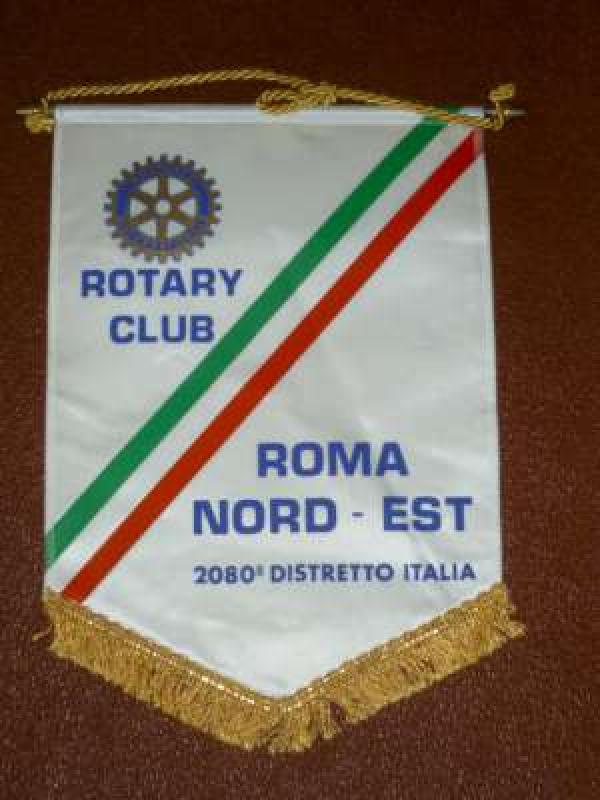 ROTARY
CLUB
ROMA
NORD - EST
2080° DISTRETTO ITALIA